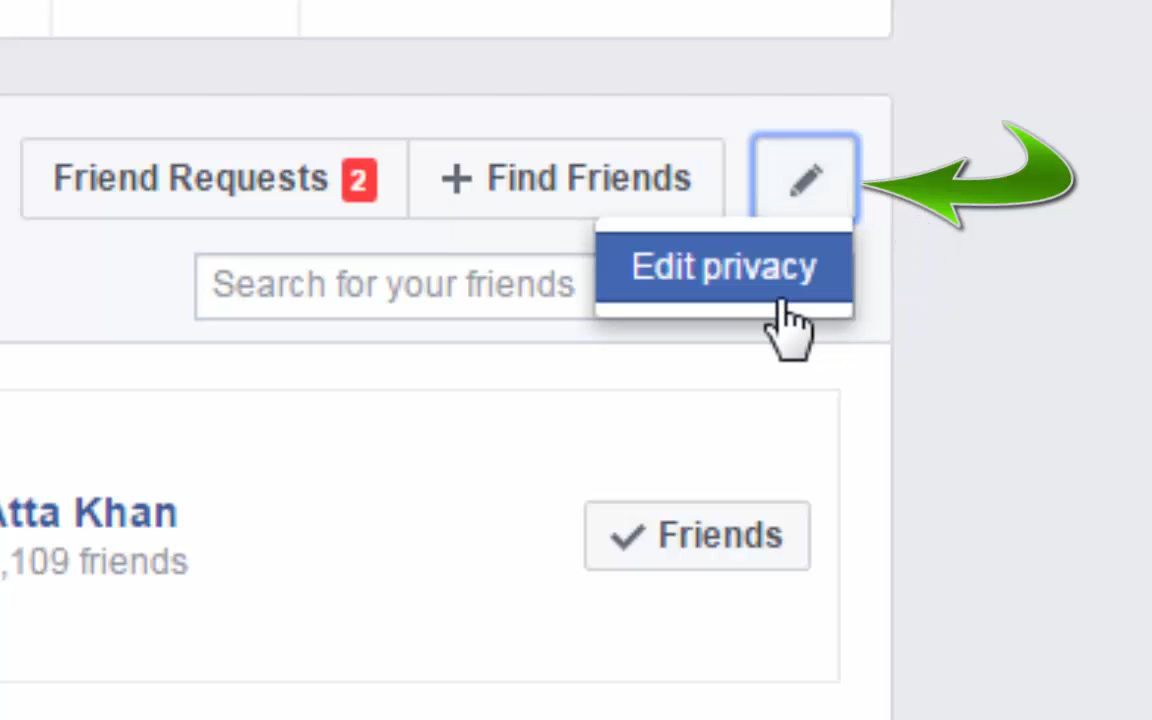 Friend Requests 2
+ Find Friends
Edit privacy
Search for your friends
Atta Khan
,109 friends
Friends